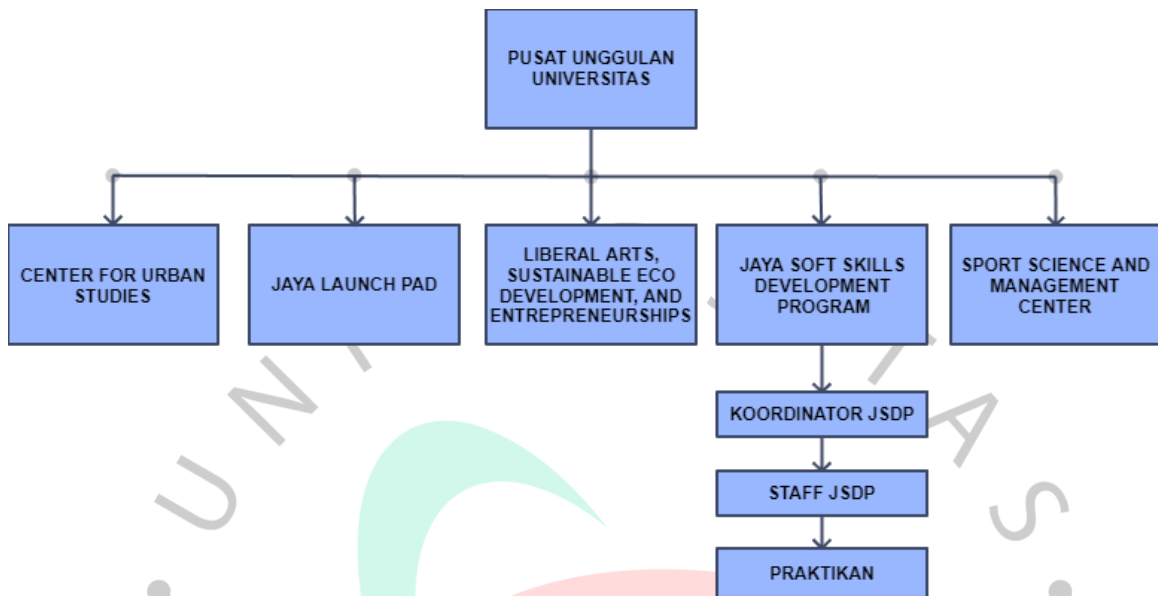 PUSAT UNGGULAN
UNIVERSITAS
CENTER FOR URBAN
STUDIES
JAYA LAUNCH PAD
LIBERAL ARTS,
SUSTAINABLE ECO
DEVELOPMENT, AND
ENTREPRENEURSHIPS
JAYA SOFT SKILLS
DEVELOPMENT
PROGRAM
SPORT SCIENCE AND
MANAGEMENT
CENTER
KOORDINATOR JSDP
STAFF JSDP
PRAKTIKAN